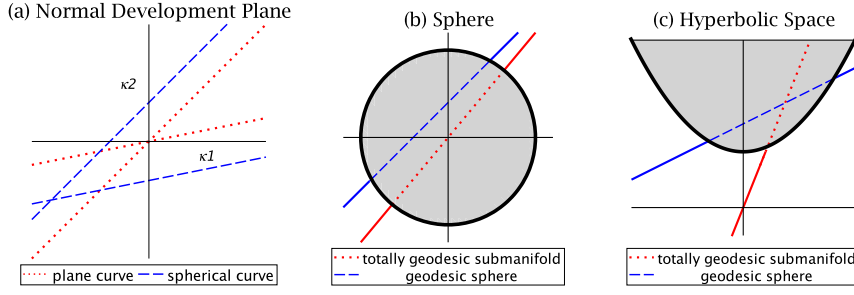 (a) Normal Development Plane
κ2
κ1
plane curve
spherical curve
(b) Sphere
totally geodesic submanifold
geodesic sphere
(c) Hyperbolic Space
totally geodesic submanifold
geodesic sphere